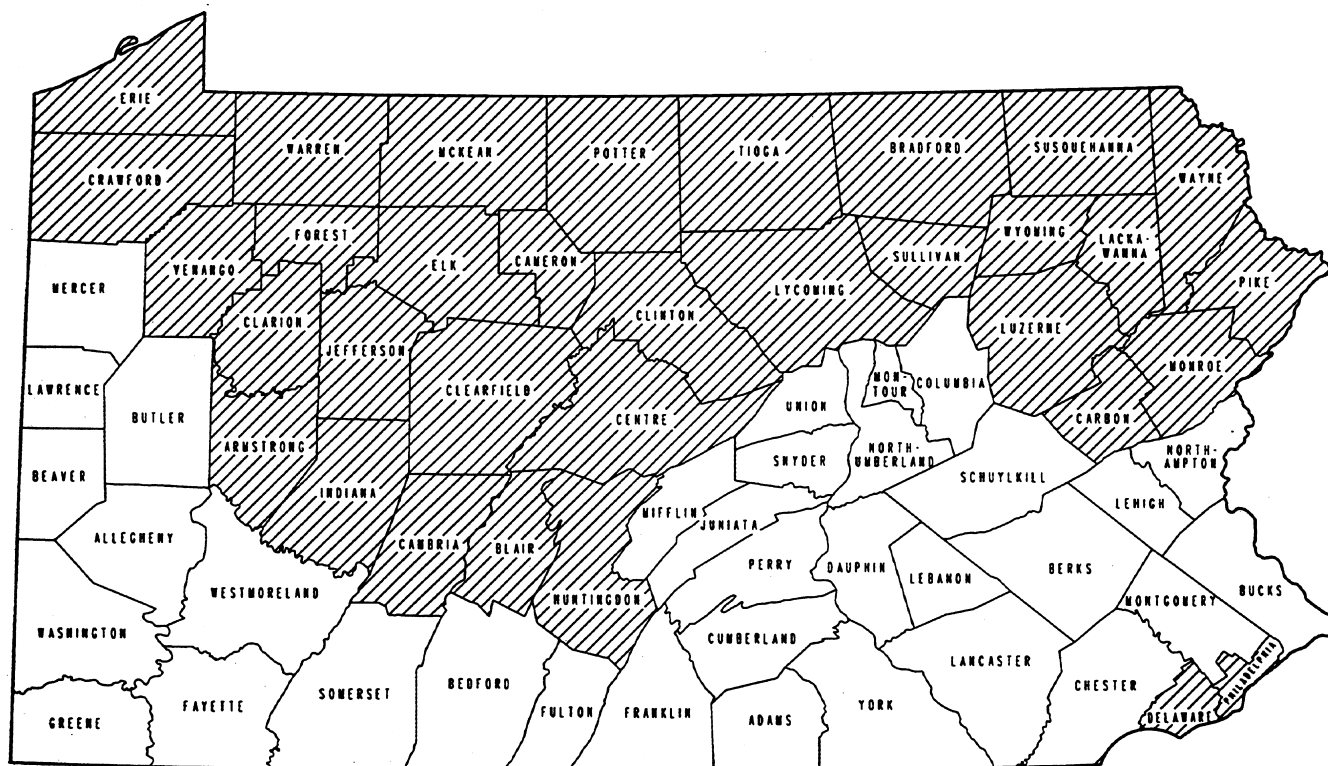 ERIE
WARREN
MCKEAN
POTTER
TIOGA
BRADFORD
SUSQUEHANNA
WAYNE
CRAWFORD
FOREST
ELK
CAMERON
SULLIVAN
WYOMING
LACKA-
WANNA
PIKE
MERCER
VENANGO
CLARION
JEFFERSON
CLEARFIELD
CLINTON
LYCOMING
LUZERNE
MONROE
LAWRENCE
BUTLER
ARMSTRONG
CENTRE
UNION
MON-
TOUR
COLUMBIA
CARBON
BEAVER
INDIANA
SNYDER
NORTH-
UMBERLAND
SCHUYLKILL
NORTH-
AMPTON
LEHIGH
ALLEGHENY
CAMBRIA
BLAIR
MIFFLIN
JUNIATA
WESTMORELAND
HUNTINGDON
PERRY
DAUPHIN
LEBANON
BERKS
MONTGOMERY
BUCKS
WASHINGTON
CUMBERLAND
LANCASTER
CHESTER
PHILADELPHIA
GREENE
FAYETTE
SOMERSET
BEDFORD
FULTON
FRANKLIN
ADAMS
YORK
DELAWARE